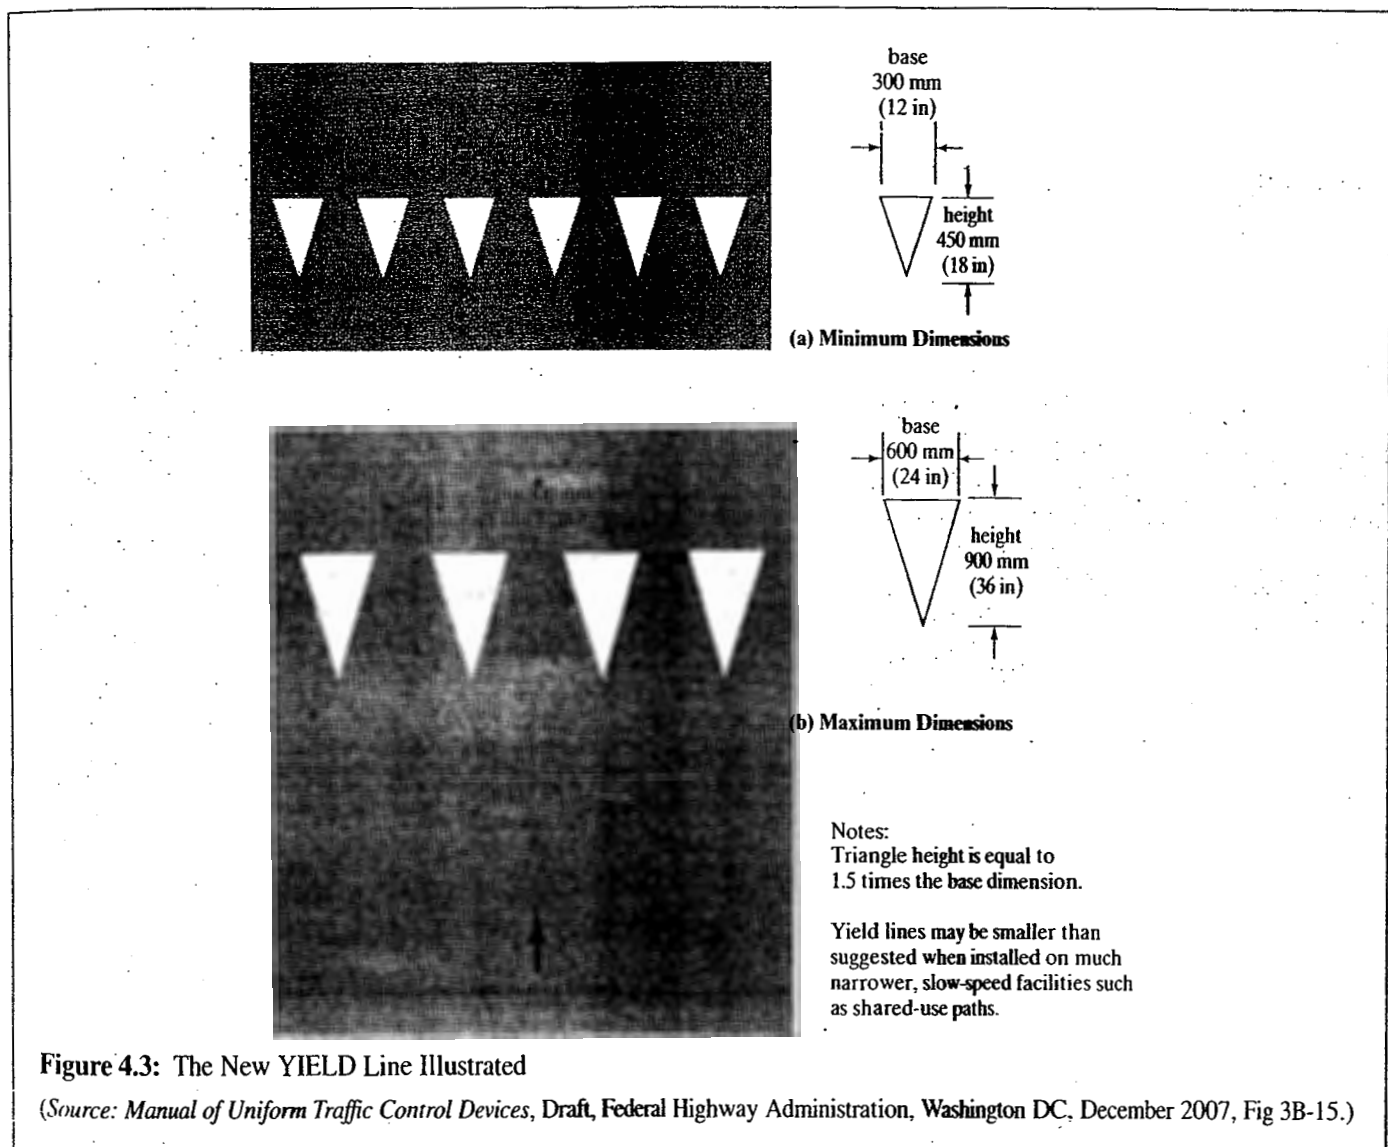 base
300 mm
(12 in)
height
450 mm
(18 in)
(a) Minimum Dimensions
base
600 mm
(24 in)
height
900 mm
(36 in)
(b) Maximum Dimensions
Notes:
Triangle height is equal to
1.5 times the base dimension.
Yield lines may be smaller than
suggested when installed on much
narrower, slow-speed facilities such
as shared-use paths.
Figure 4.3: The New YIELD Line Illustrated
(Source: Manual of Uniform Traffic Control Devices, Draft, Federal Highway Administration, Washington DC, December 2007, Fig 3B-15.)